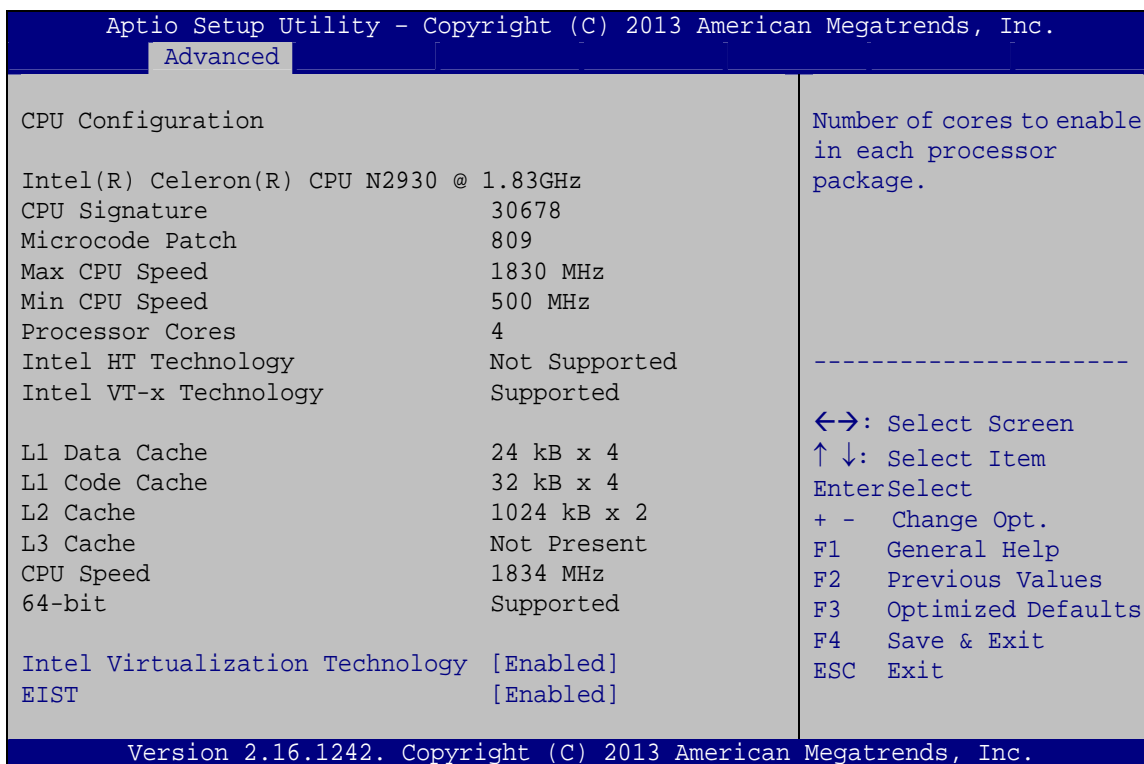 Aptio Setup Utility – Copyright (C) 2013 American Megatrends, Inc.
Advanced
CPU Configuration
Intel(R) Celeron(R) CPU N2930 @ 1.83GHz
CPU Signature 30678
Microcode Patch 809
Max CPU Speed 1830 MHz
Min CPU Speed 500 MHz
Processor Cores 4
Intel HT Technology Not Supported
Intel VT-x Technology Supported
L1 Data Cache 24 kB x 4
L1 Code Cache 32 kB x 4
L2 Cache 1024 kB x 2
L3 Cache Not Present
CPU Speed 1834 MHz
64-bit Supported
Intel Virtualization Technology [Enabled]
EIST [Enabled]
Number of cores to enable
in each processor
package.
----------------------
←→: Select Screen
↑ ↓: Select Item
EnterSelect
+ - Change Opt.
F1 General Help
F2 Previous Values
F3 Optimized Defaults
F4 Save & Exit
ESC Exit
Version 2.16.1242. Copyright (C) 2013 American Megatrends, Inc.